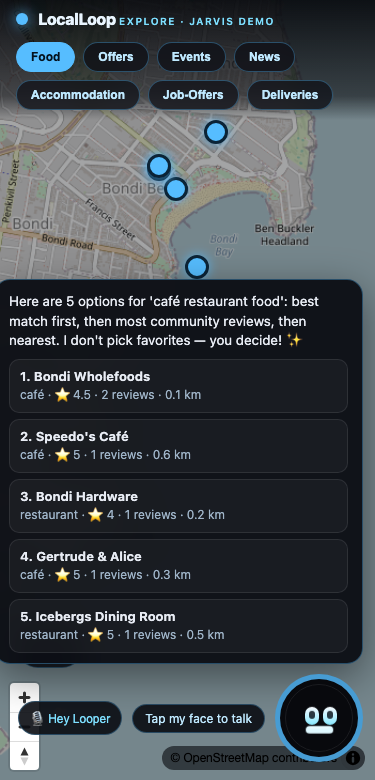 LocalLoop EXPLORE · JARVIS DEMO
Food
Offers
Events
News
Accommodation
Job-Offers
Deliveries
Penkivil Street
Bondi Be
Francis Street
Bondi
Bondi Road
Bondi
Bay
Ben Buckler
Headland
Here are 5 options for 'café restaurant food': best
match first, then most community reviews, then
nearest. I don't pick favorites — you decide! ✨
1. Bondi Wholefoods
café · ⭐ 4.5 · 2 reviews · 0.1 km
2. Speedo's Café
café · ⭐ 5 · 1 reviews · 0.6 km
3. Bondi Hardware
restaurant · ⭐ 4 · 1 reviews · 0.2 km
4. Gertrude & Alice
café · ⭐ 5 · 1 reviews · 0.3 km
5. Icebergs Dining Room
restaurant · ⭐ 5 · 1 reviews · 0.5 km
+
🎙️ Hey Looper
Tap my face to talk
© OpenStreetMap contribu